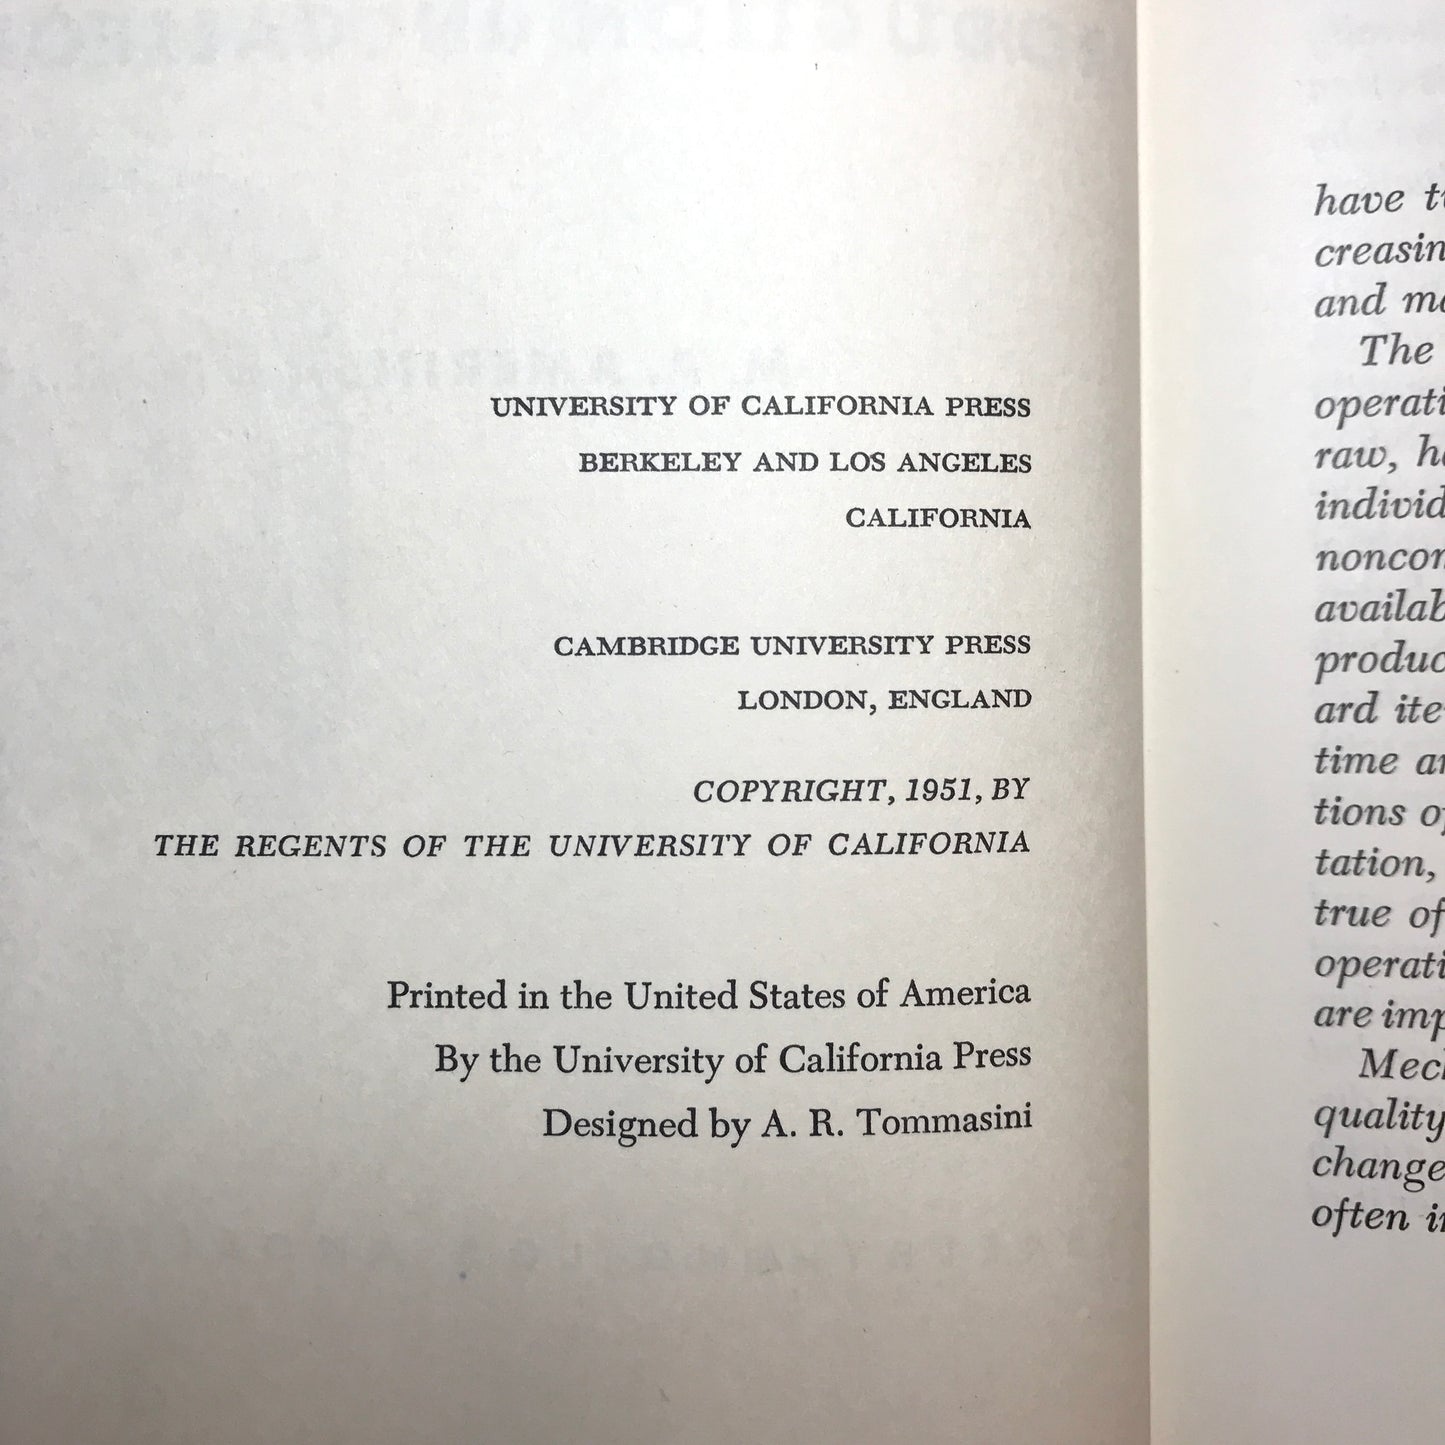 UNIVERSITY OF CALIFORNIA PRESS
BERKELEY AND LOS ANGELES
CALIFORNIA
CAMBRIDGE UNIVERSITY PRESS
LONDON, ENGLAND
COPYRIGHT, 1951, BY
THE REGENTS OF THE UNIVERSITY OF CALIFORNIA
Printed in the United States of America
By the University of California Press
Designed by A. R. Tommasini
have
creasin
and
The
operati
raw,
individ
noncon
availab
produc
ard ite
time
tions
tation,
true of
operati
are imp
Mech
quality
change
often